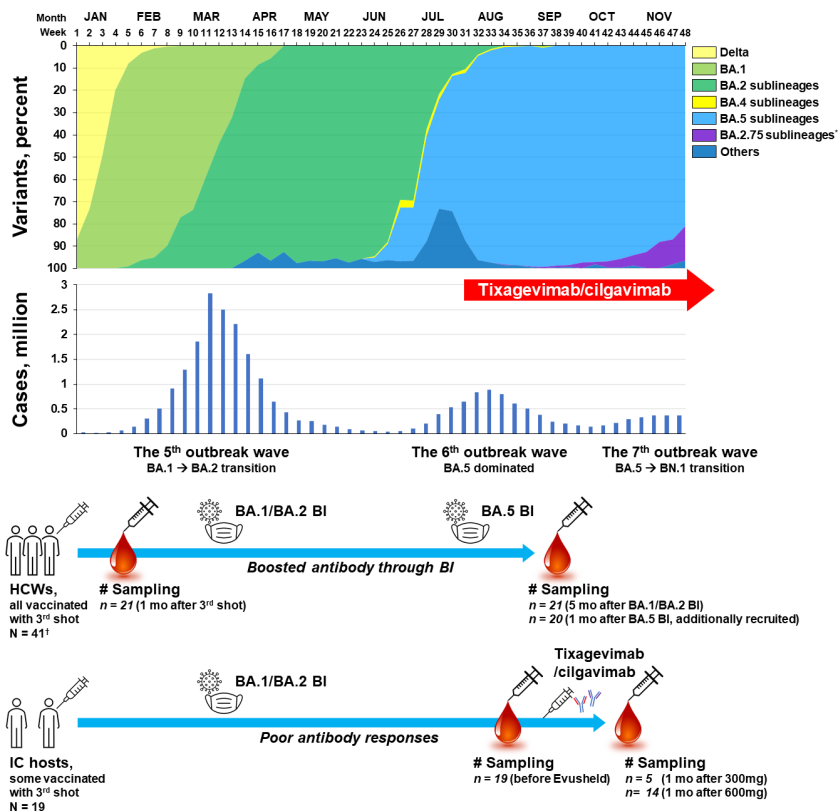 Month JAN FEB MAR APR MAY JUN JUL AUG SEP OCT NOV
Week 1 2 3 4 5 6 7 8 9 10 11 12 13 14 15 16 17 18 19 20 21 22 23 24 25 26 27 28 29 30 31 32 33 34 35 36 37 38 39 40 41 42 43 44 45 46 47 48
Variants, percent
0
10
20
30
40
50
60
70
80
90
100
Delta
BA.1
BA.2 sublineages
BA.4 sublineages
BA.5 sublineages
BA.2.75 sublineages*
Others
Tixagevimab/cilgavimab
Cases, million
3
2.5
2
1.5
1
0.5
0
The 5th outbreak wave
BA.1 → BA.2 transition
The 6th outbreak wave
BA.5 dominated
The 7th outbreak wave
BA.5 → BN.1 transition
BA.1/BA.2 BI
BA.5 BI
Boosted antibody through BI
HCWs,
all vaccinated
with 3rd shot
N = 41†
# Sampling
n = 21 (1 mo after 3rd shot)
# Sampling
n = 21 (5 mo after BA.1/BA.2 BI)
n = 20 (1 mo after BA.5 BI, additionally recruited)
BA.1/BA.2 BI
Tixagevimab
/cilgavimab
Poor antibody responses
IC hosts,
some vaccinated
with 3rd shot
N = 19
# Sampling
n = 19 (before Evusheld)
# Sampling
n = 5 (1 mo after 300mg)
n= 14 (1 mo after 600mg)